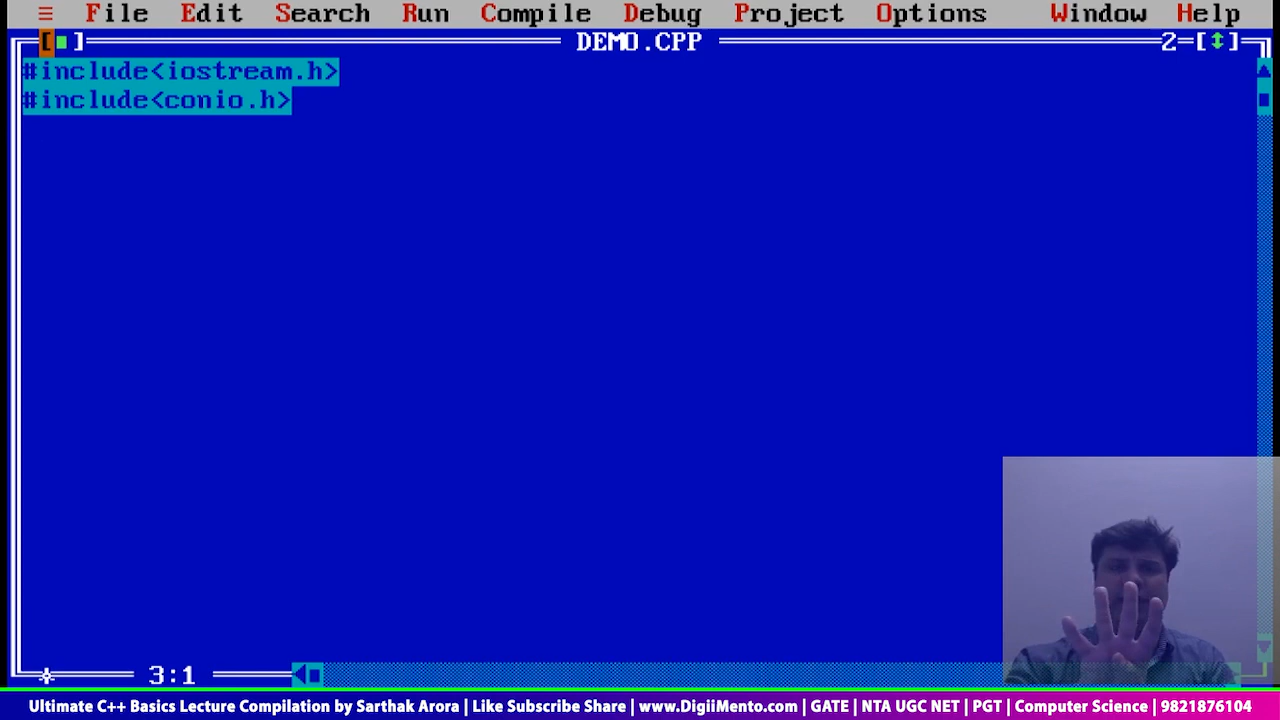 ≡ File Edit Search Run Compile Debug Project Options Window Help
[■] DEMO.CPP 2=[↕]
#include<iostream.h>
#include<conio.h>
3:1
Ultimate C++ Basics Lecture Compilation by Sarthak Arora | Like Subscribe Share | www.DigiiMento.com | GATE | NTA UGC NET | PGT | Computer Science | 9821876104